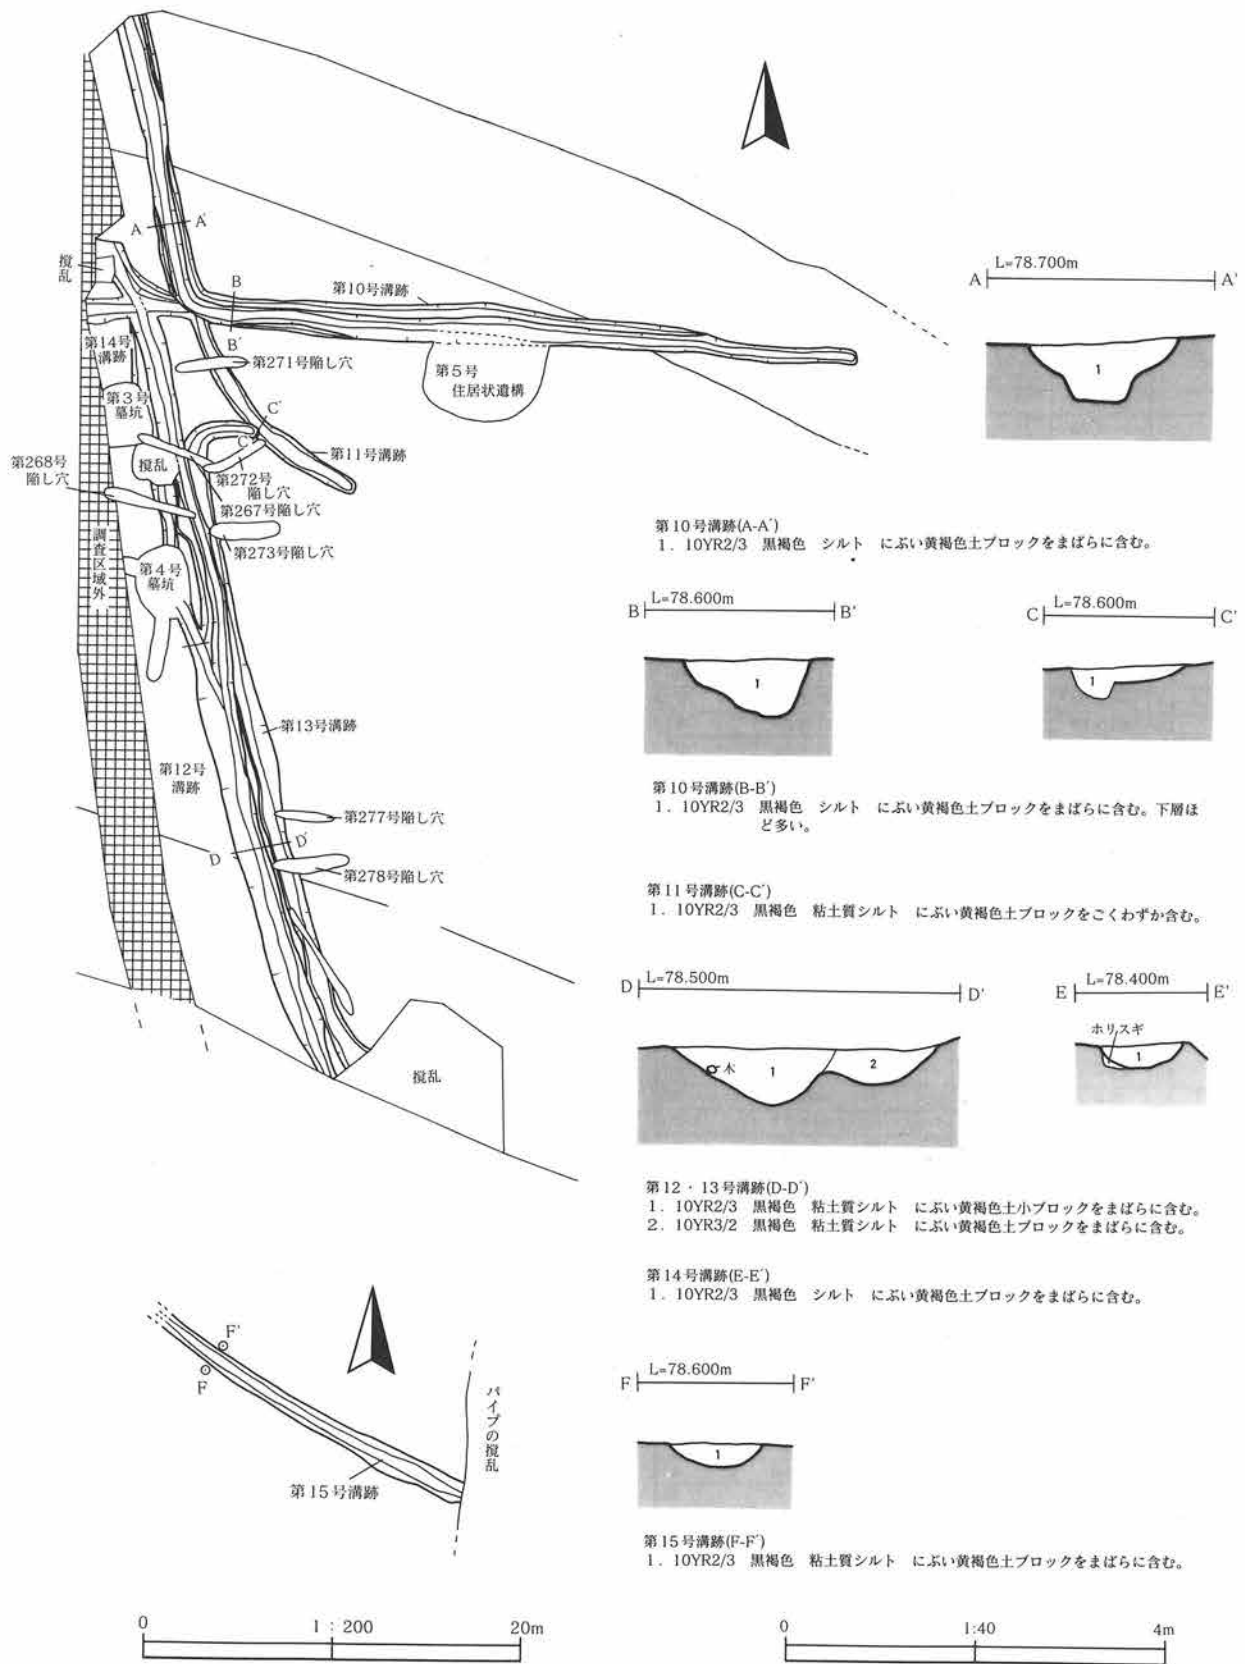 A
A'
B
第10号溝跡
撹乱
B'
第14号
溝跡
第271号陥し穴
第5号
住居状遺構
第3号
墓坑
C'
C
第11号溝跡
第268号
陥し穴
撹乱
第272号
陥し穴
第267号陥し穴
第273号陥し穴
調査区域外
第4号
墓坑
第13号溝跡
第12号
溝跡
第277号陥し穴
D
D'
第278号陥し穴
撹乱
L=78.700m
A
A'
1
第10号溝跡(A-A´)
1. 10YR2/3 黒褐色 シルト にぶい黄褐色土ブロックをまばらに含む。
L=78.600m
B
B'
1
L=78.600m
C
C'
1
第10号溝跡(B-B´)
1. 10YR2/3 黒褐色 シルト にぶい黄褐色土ブロックをまばらに含む。下層ほ
ど多い。
第11号溝跡(C-C´)
1. 10YR2/3 黒褐色 粘土質シルト にぶい黄褐色土ブロックをごくわずか含む。
L=78.500m
D
D'
木
1
2
L=78.400m
E
E'
ホリスギ
1
第12・13号溝跡(D-D´)
1. 10YR2/3 黒褐色 粘土質シルト にぶい黄褐色土小ブロックをまばらに含む。
2. 10YR3/2 黒褐色 粘土質シルト にぶい黄褐色土ブロックをまばらに含む。
第14号溝跡(E-E´)
1. 10YR2/3 黒褐色 シルト にぶい黄褐色土ブロックをまばらに含む。
F'
F
パイプの撹乱
第15号溝跡
L=78.600m
F
F'
1
第15号溝跡(F-F´)
1. 10YR2/3 黒褐色 粘土質シルト にぶい黄褐色土ブロックをまばらに含む。
0 1:200 20m
0 1:40 4m